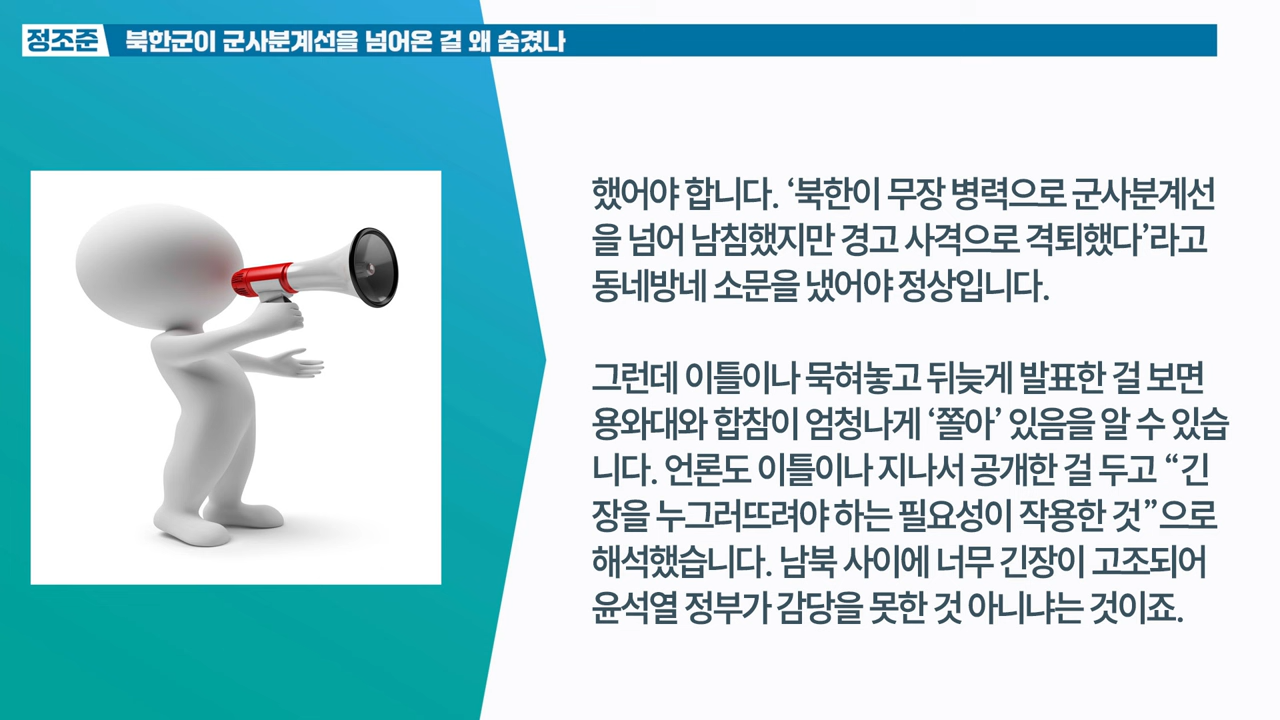 정조준 북한군이 군사분계선을 넘어온 걸 왜 숨겼나
했어야 합니다. ‘북한이 무장 병력으로 군사분계선
을 넘어 남침했지만 경고 사격으로 격퇴했다’라고
동네방네 소문을 냈어야 정상입니다.
그런데 이틀이나 묵혀놓고 뒤늦게 발표한 걸 보면
용와대와 합참이 엄청나게 ‘쫄아’ 있음을 알 수 있습
니다. 언론도 이틀이나 지나서 공개한 걸 두고 “긴
장을 누그러뜨려야 하는 필요성이 작용한 것”으로
해석했습니다. 남북 사이에 너무 긴장이 고조되어
윤석열 정부가 감당을 못한 것 아니냐는 것이죠.